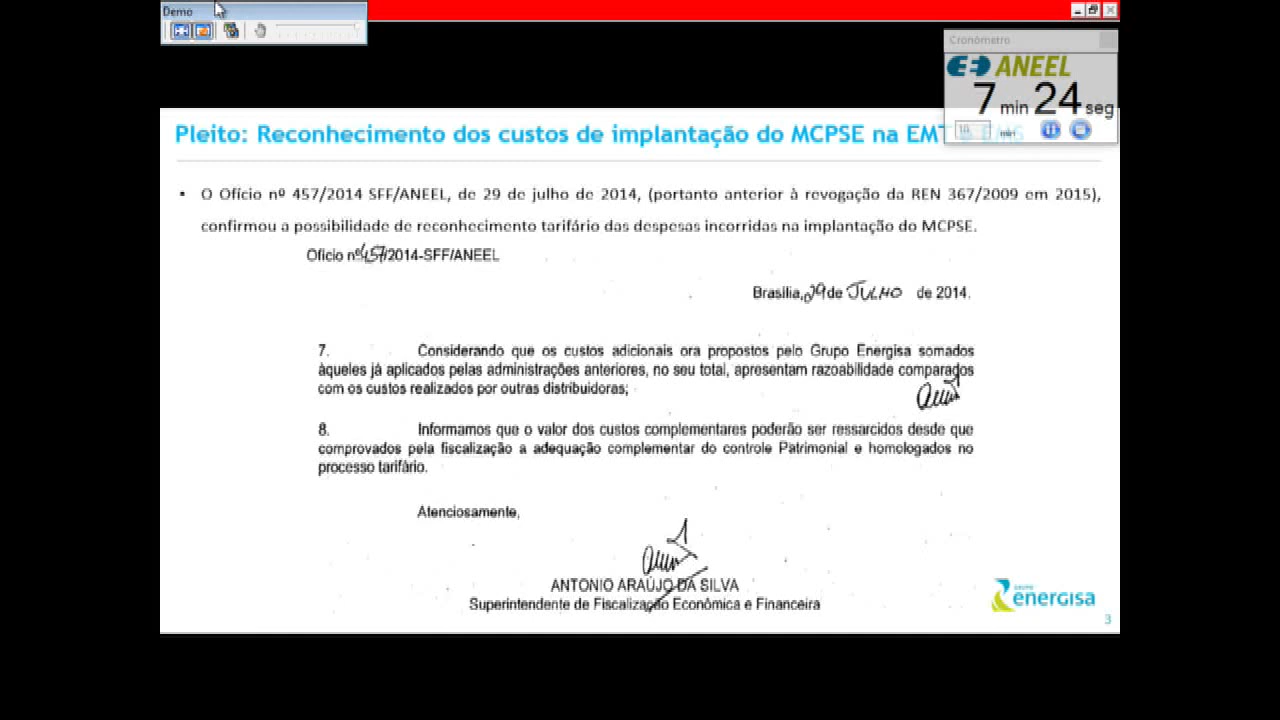 Demo
Cronômetro
ANEEL
7 min 24 seg
10 min
Pleito: Reconhecimento dos custos de implantação do MCPSE na EMT e EMS
▪ O Ofício nº 457/2014 SFF/ANEEL, de 29 de julho de 2014, (portanto anterior à revogação da REN 367/2009 em 2015),
confirmou a possibilidade de reconhecimento tarifário das despesas incorridas na implantação do MCPSE.
Ofício nº 457/2014-SFF/ANEEL
Brasília, 29 de JULHO de 2014.
7. Considerando que os custos adicionais ora propostos pelo Grupo Energisa somados
àqueles já aplicados pelas administrações anteriores, no seu total, apresentam razoabilidade comparados
com os custos realizados por outras distribuidoras;
8. Informamos que o valor dos custos complementares poderão ser ressarcidos desde que
comprovados pela fiscalização a adequação complementar do controle Patrimonial e homologados no
processo tarifário.
Atenciosamente,
ANTONIO ARAÚJO DA SILVA
Superintendente de Fiscalização Econômica e Financeira
GRUPO
energisa
3